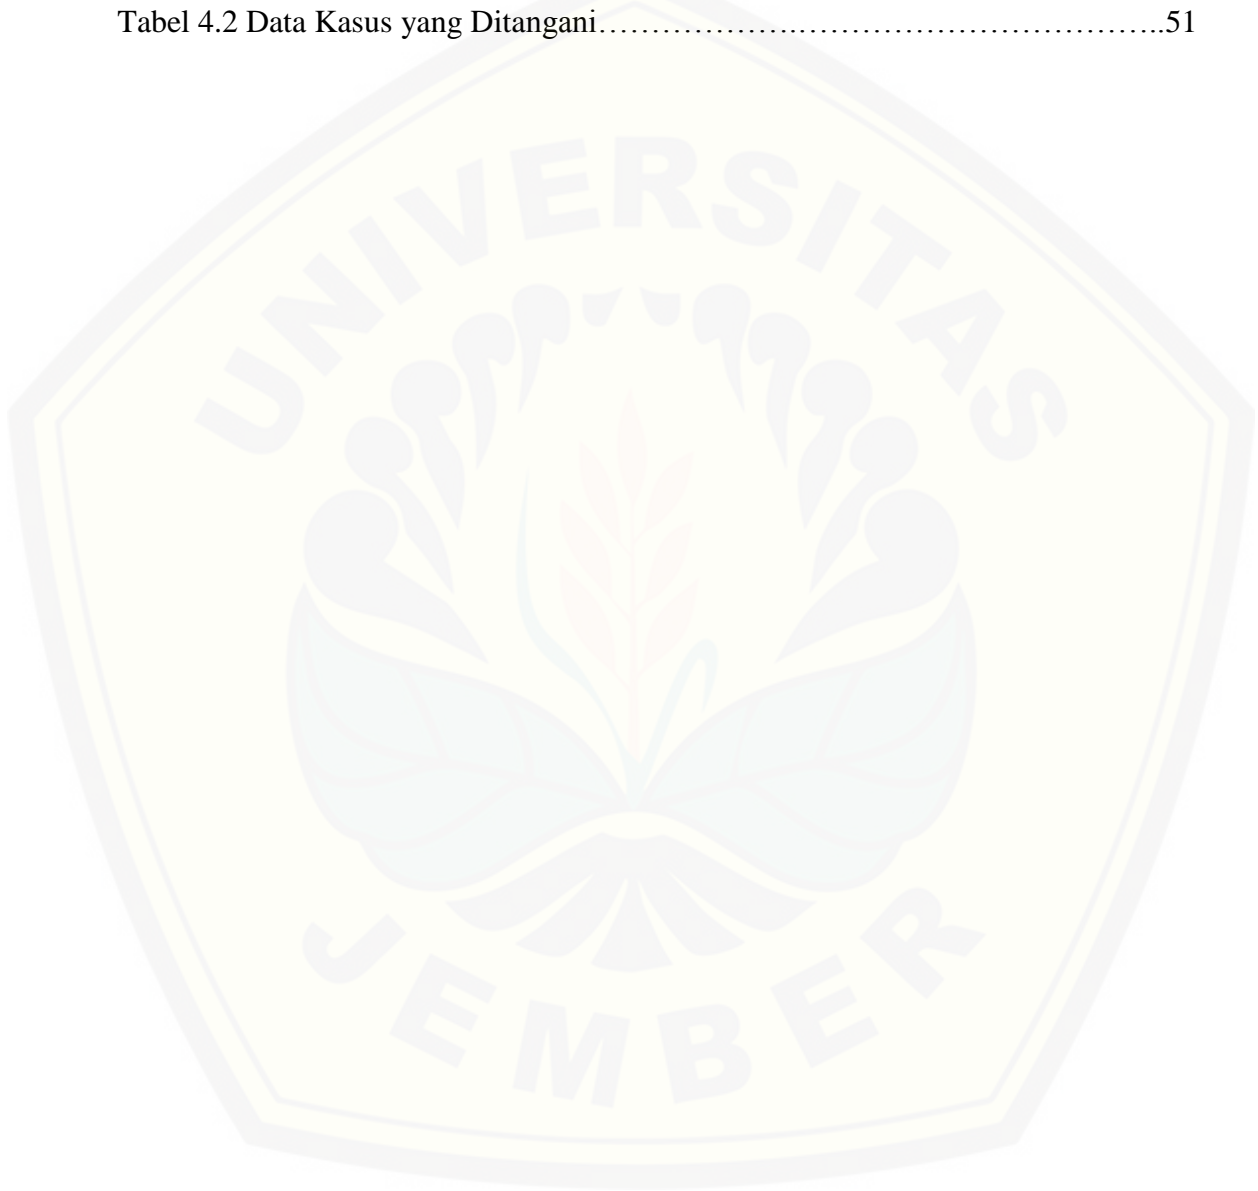 Tabel 4.2 Data Kasus yang Ditangani……………….……………………………..51
UNIVERSITAS
JEMBER